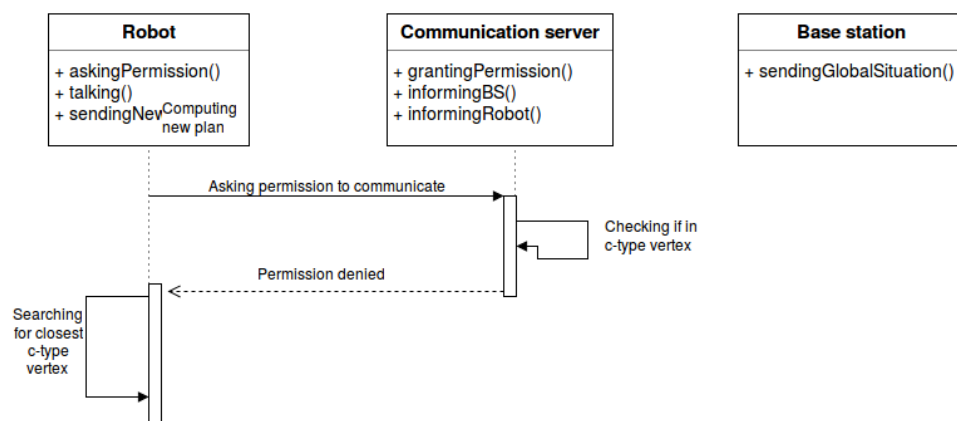 Robot
+ askingPermission()
+ talking()
+ sendingNew
Computing
new plan
Communication server
+ grantingPermission()
+ informingBS()
+ informingRobot()
Base station
+ sendingGlobalSituation()
Asking permission to communicate
Checking if in
c-type vertex
Permission denied
Searching
for closest
c-type
vertex